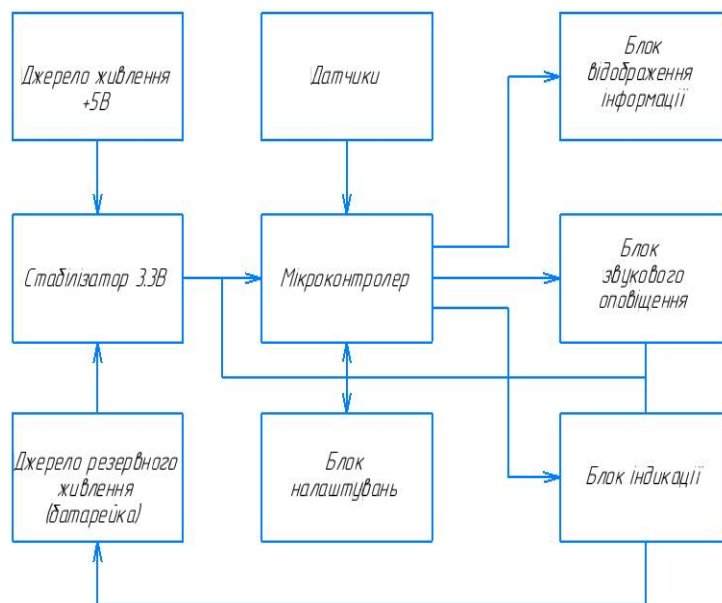 Джерело живлення
+5В
Датчики
Блок
відображення
інформації
Стабілізатор 3.3В
Мікроконтролер
Блок
звукового
оповіщення
Джерело резервного
живлення
(батарейка)
Блок
налаштувань
Блок індикації